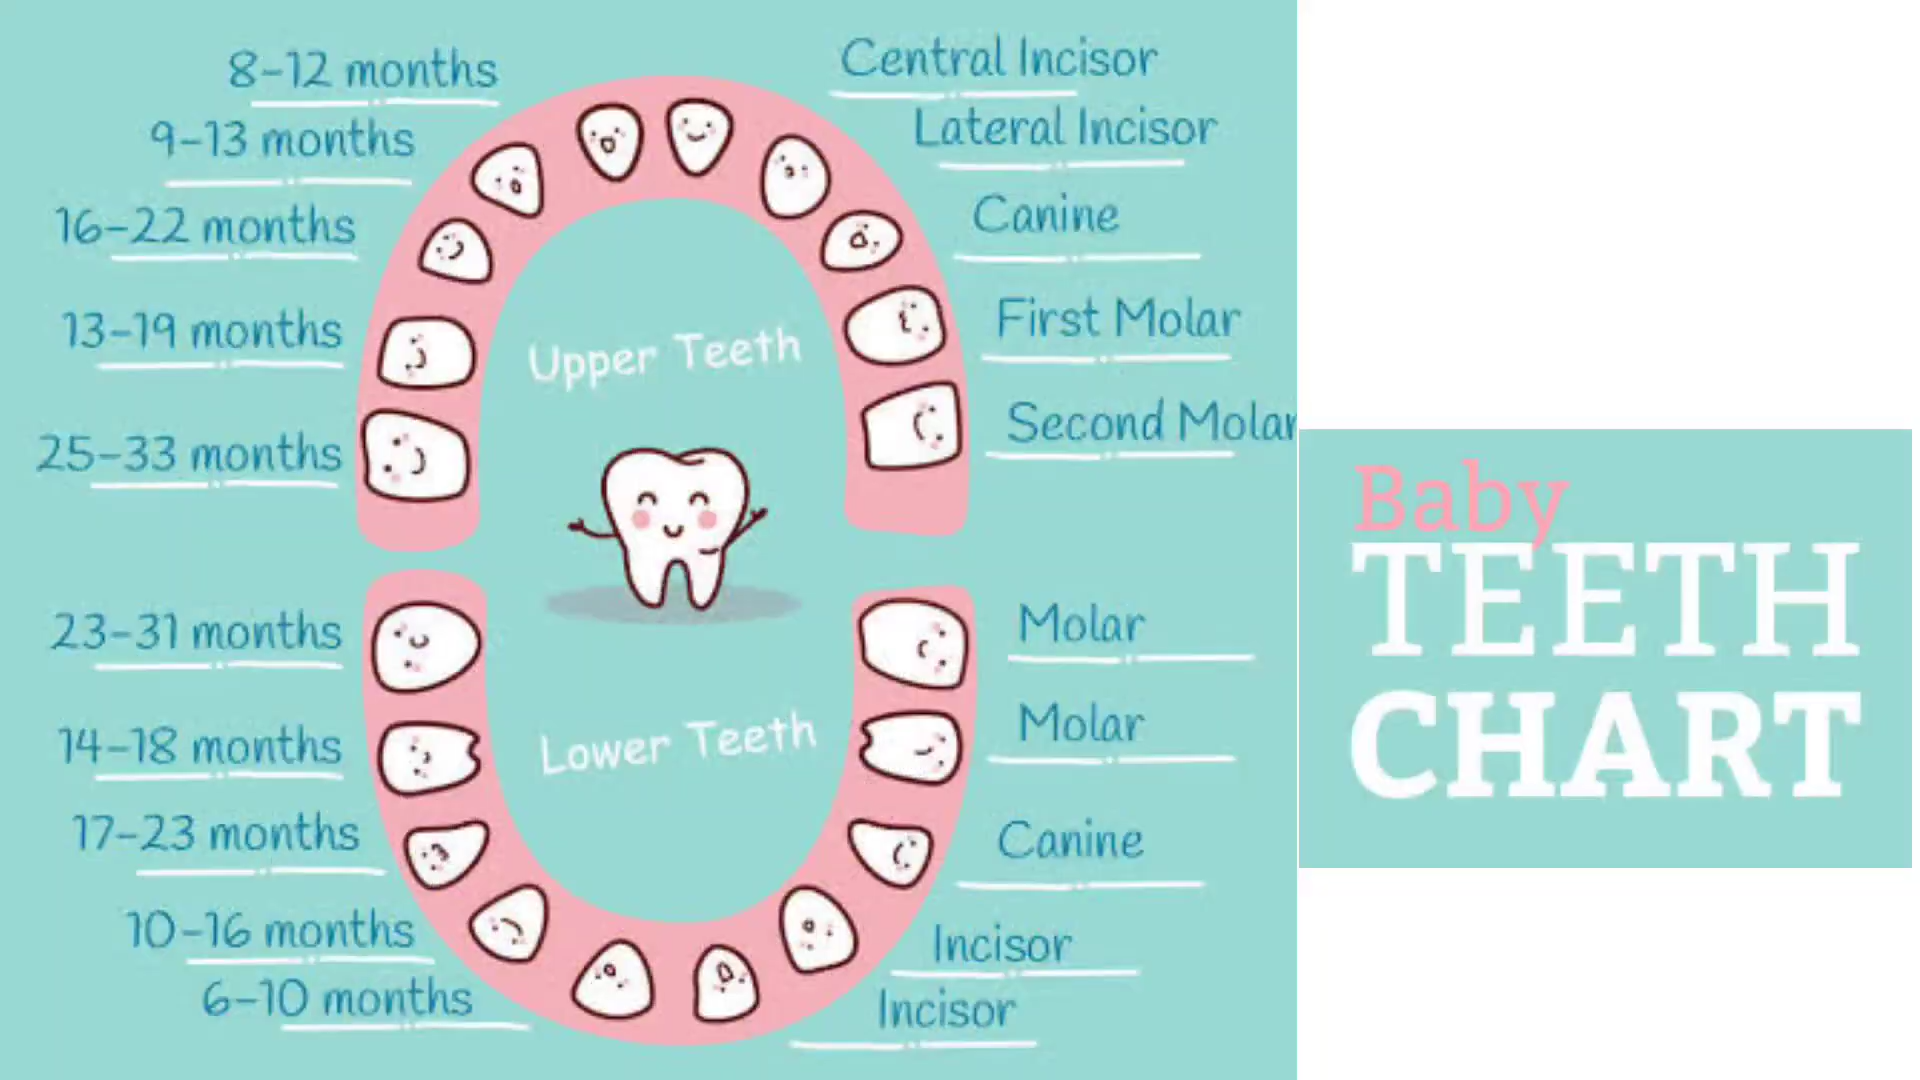 8-12 months
Central Incisor
9-13 months
Lateral Incisor
16-22 months
Canine
13-19 months
First Molar
Upper Teeth
25-33 months
Second Molar
Baby
TEETH
CHART
23-31 months
Molar
14-18 months
Molar
Lower Teeth
17-23 months
Canine
10-16 months
Incisor
6-10 months
Incisor